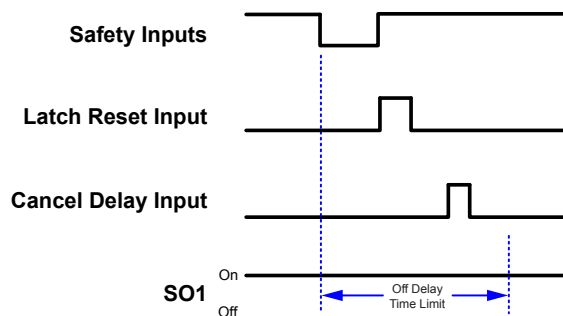 Safety Inputs
Latch Reset Input
Cancel Delay Input
On
SO1
Off
Off Delay
Time Limit